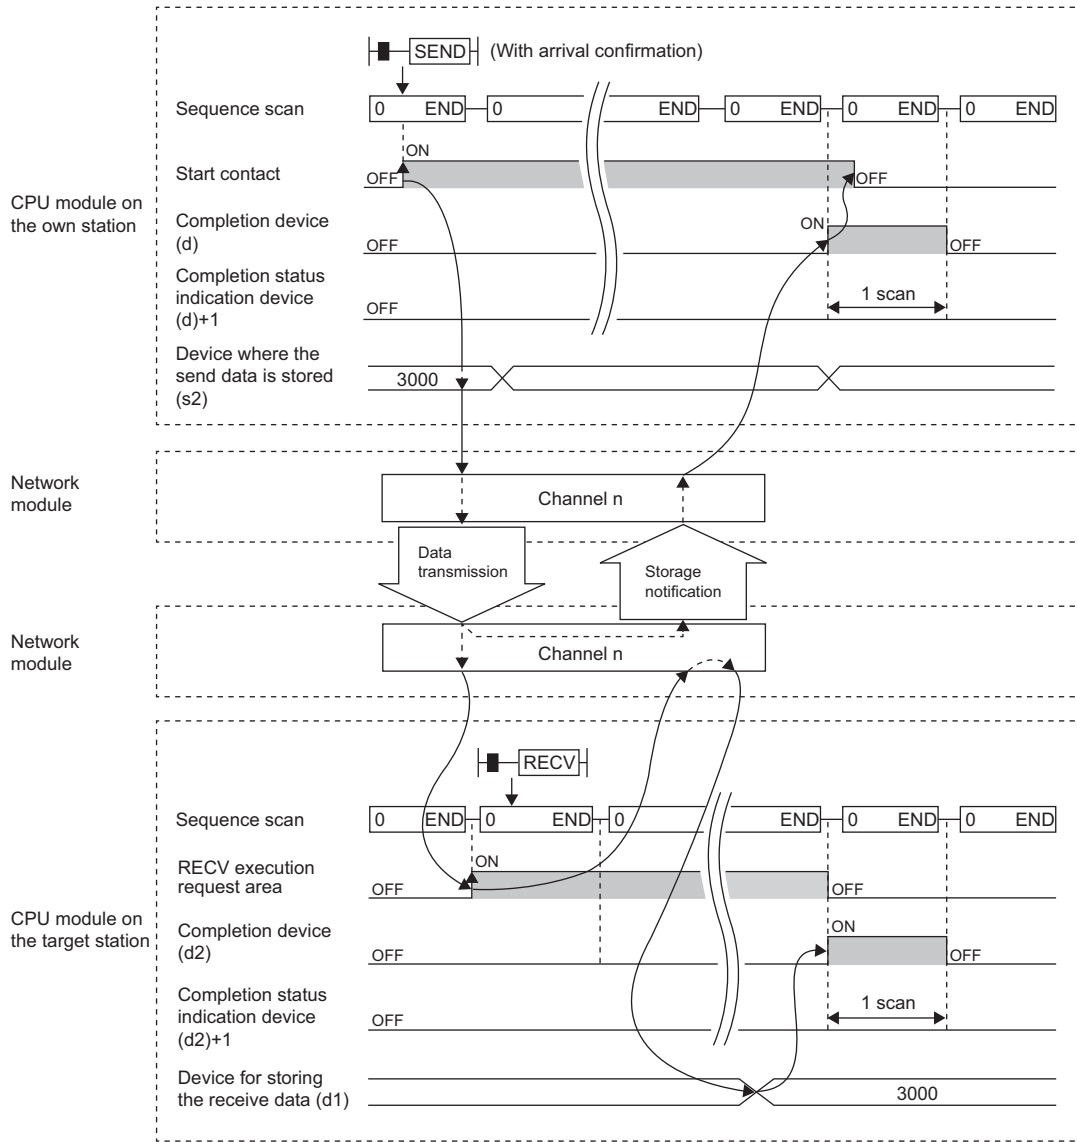 SEND (With arrival confirmation)
Sequence scan 0 END 0 END 0 END 0 END 0 END
ON
Start contact
OFF OFF
CPU module on
the own station
Completion device
(d)
ON
OFF OFF
Completion status
indication device
(d)+1
1 scan
OFF
Device where the
send data is stored
(s2)
3000
Network
module
Channel n
Data
transmission
Storage
notification
Network
module
Channel n
RECV
Sequence scan 0 END 0 END 0 END 0 END 0 END
ON
RECV execution
request area
OFF OFF
CPU module on
the target station
Completion device
(d2)
ON
OFF OFF
Completion status
indication device
(d2)+1
1 scan
OFF
Device for storing
the receive data (d1)
3000